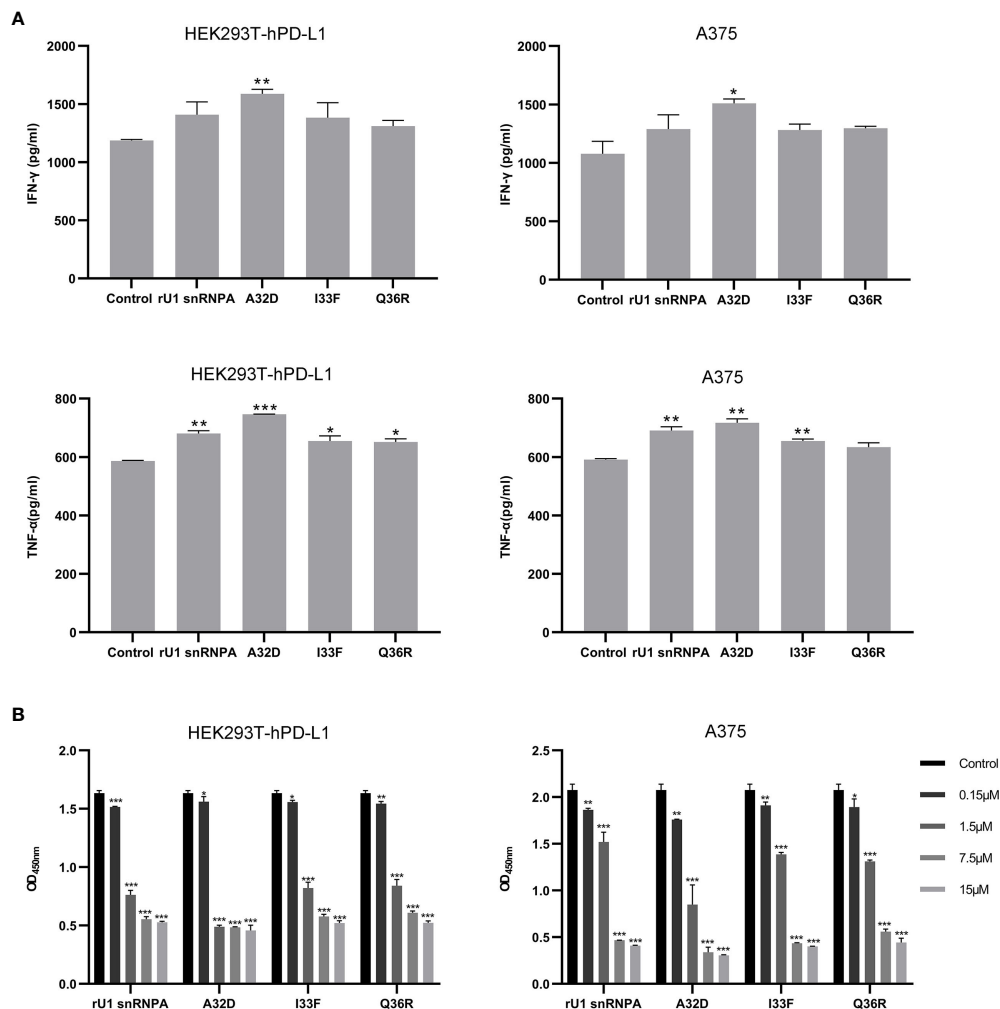 A
HEK293T-hPD-L1
IFN-γ (pg/ml)
2000
1500
1000
500
0
**
Control rU1 snRNPA A32D I33F Q36R
A375
IFN-γ (pg/ml)
2000
1500
1000
500
0
*
Control rU1 snRNPA A32D I33F Q36R
HEK293T-hPD-L1
TNF-α(pg/ml)
800
600
400
200
0
** *** * *
Control rU1 snRNPA A32D I33F Q36R
A375
TNF-α(pg/ml)
800
600
400
200
0
** ** **
Control rU1 snRNPA A32D I33F Q36R
B
HEK293T-hPD-L1
OD450nm
2.0
1.5
1.0
0.5
0.0
*** *** *** *** * *** *** *** * *** *** *** ** *** *** ***
rU1 snRNPA A32D I33F Q36R
A375
OD450nm
2.5
2.0
1.5
1.0
0.5
0.0
** *** *** *** ** *** *** *** ** *** *** *** * *** *** ***
rU1 snRNPA A32D I33F Q36R
Control
0.15μM
1.5μM
7.5μM
15μM